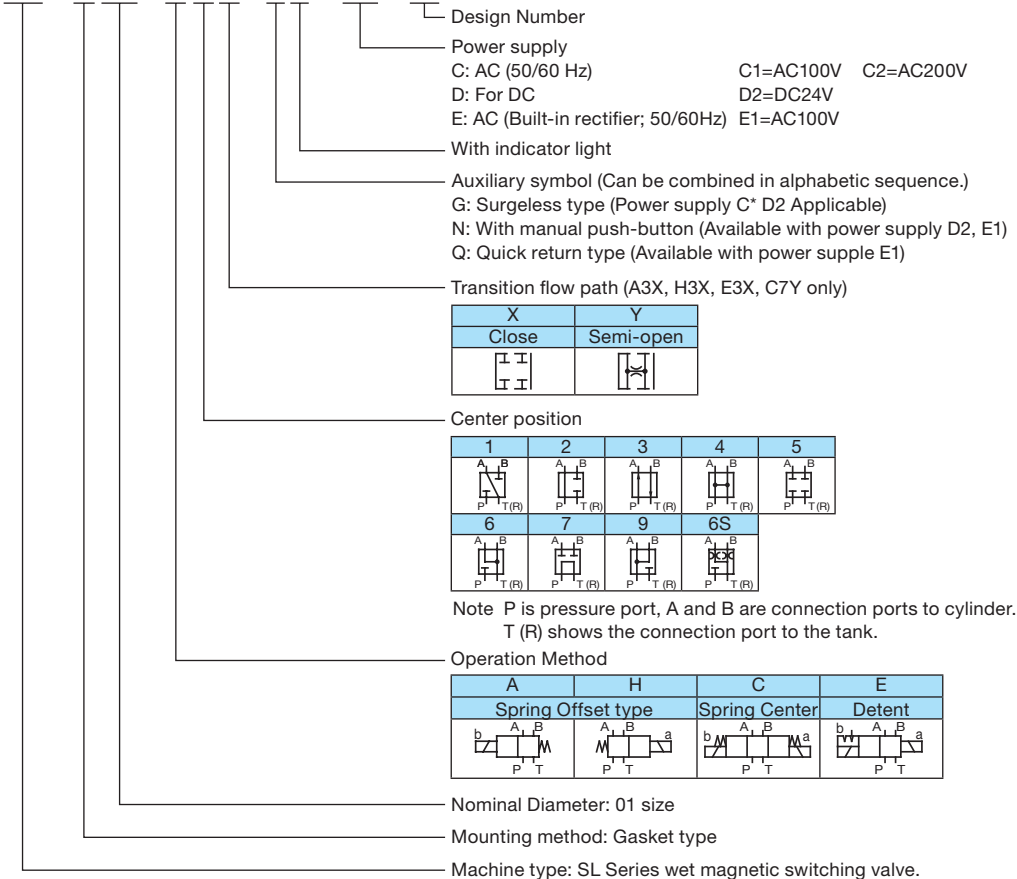 Design Number
Power supply
C: AC (50/60 Hz) C1=AC100V C2=AC200V
D: For DC D2=DC24V
E: AC (Built-in rectifier; 50/60Hz) E1=AC100V
With indicator light
Auxiliary symbol (Can be combined in alphabetic sequence.)
G: Surgeless type (Power supply C* D2 Applicable)
N: With manual push-button (Available with power supply D2, E1)
Q: Quick return type (Available with power supple E1)
Transition flow path (A3X, H3X, E3X, C7Y only)
X Y
Close Semi-open
Center position
1 2 3 4 5
A B A B A B A B A B
P T(R) P T(R) P T(R) P T(R) P T(R)
6 7 9 6S
A B A B A B A B
P T(R) P T(R) P T(R) P T(R)
Note P is pressure port, A and B are connection ports to cylinder.
T (R) shows the connection port to the tank.
Operation Method
A H C E
Spring Offset type Spring Center Detent
b A B A B a b A B a b A B a
P T P T P T P T
Nominal Diameter: 01 size
Mounting method: Gasket type
Machine type: SL Series wet magnetic switching valve.